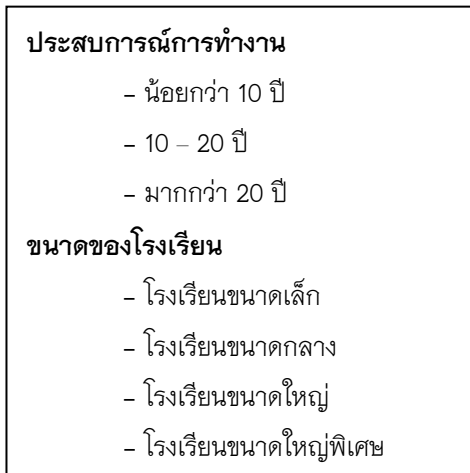 ประสบการณ์การทำงาน
- น้อยกว่า 10 ปี
- 10 – 20 ปี
- มากกว่า 20 ปี
ขนาดของโรงเรียน
- โรงเรียนขนาดเล็ก
- โรงเรียนขนาดกลาง
- โรงเรียนขนาดใหญ่
- โรงเรียนขนาดใหญ่พิเศษ